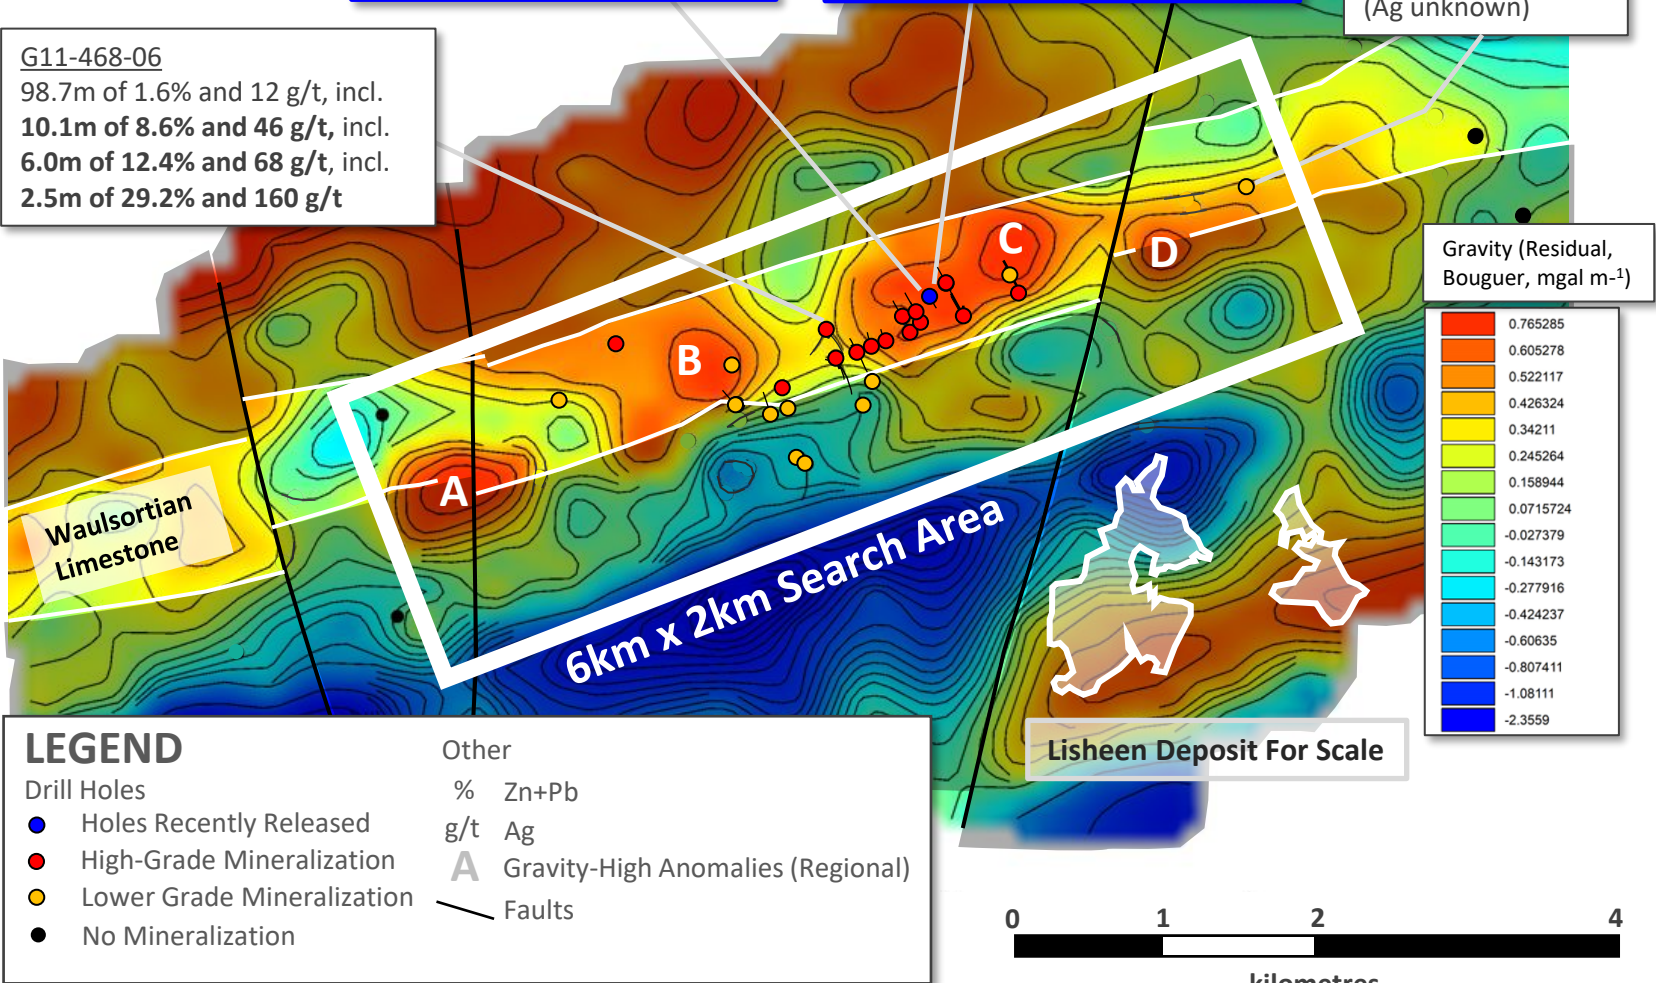 (Ag unknown)
G11-468-06
98.7m of 1.6% and 12 g/t, incl.
10.1m of 8.6% and 46 g/t, incl.
6.0m of 12.4% and 68 g/t, incl.
2.5m of 29.2% and 160 g/t
C
D
B
A
Gravity (Residual,
Bouguer, mgal m-1)
0.765285
0.605278
0.522117
0.426324
0.34211
0.245264
0.158944
0.0715724
-0.027379
-0.143173
-0.277916
-0.424237
-0.60635
-0.807411
-1.08111
-2.3559
Waulsortian
Limestone
6km x 2km Search Area
Lisheen Deposit For Scale
LEGEND
Drill Holes
Holes Recently Released
High-Grade Mineralization
Lower Grade Mineralization
No Mineralization
Other
% Zn+Pb
g/t Ag
A Gravity-High Anomalies (Regional)
Faults
0 1 2 4
kilometres